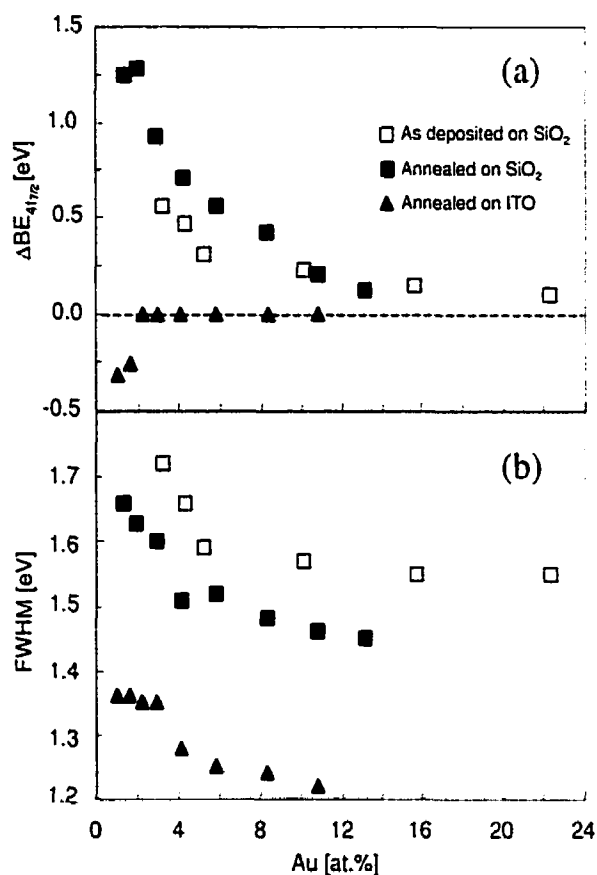 1.5
(a)
1.0
0.5
0.0
-0.5
ΔBE4f7/2 [eV]
□ As deposited on SiO2
■ Annealed on SiO2
▲ Annealed on ITO
(b)
1.7
1.6
1.5
1.4
1.3
1.2
FWHM [eV]
0 4 8 12 16 20 24
Au [at.%]